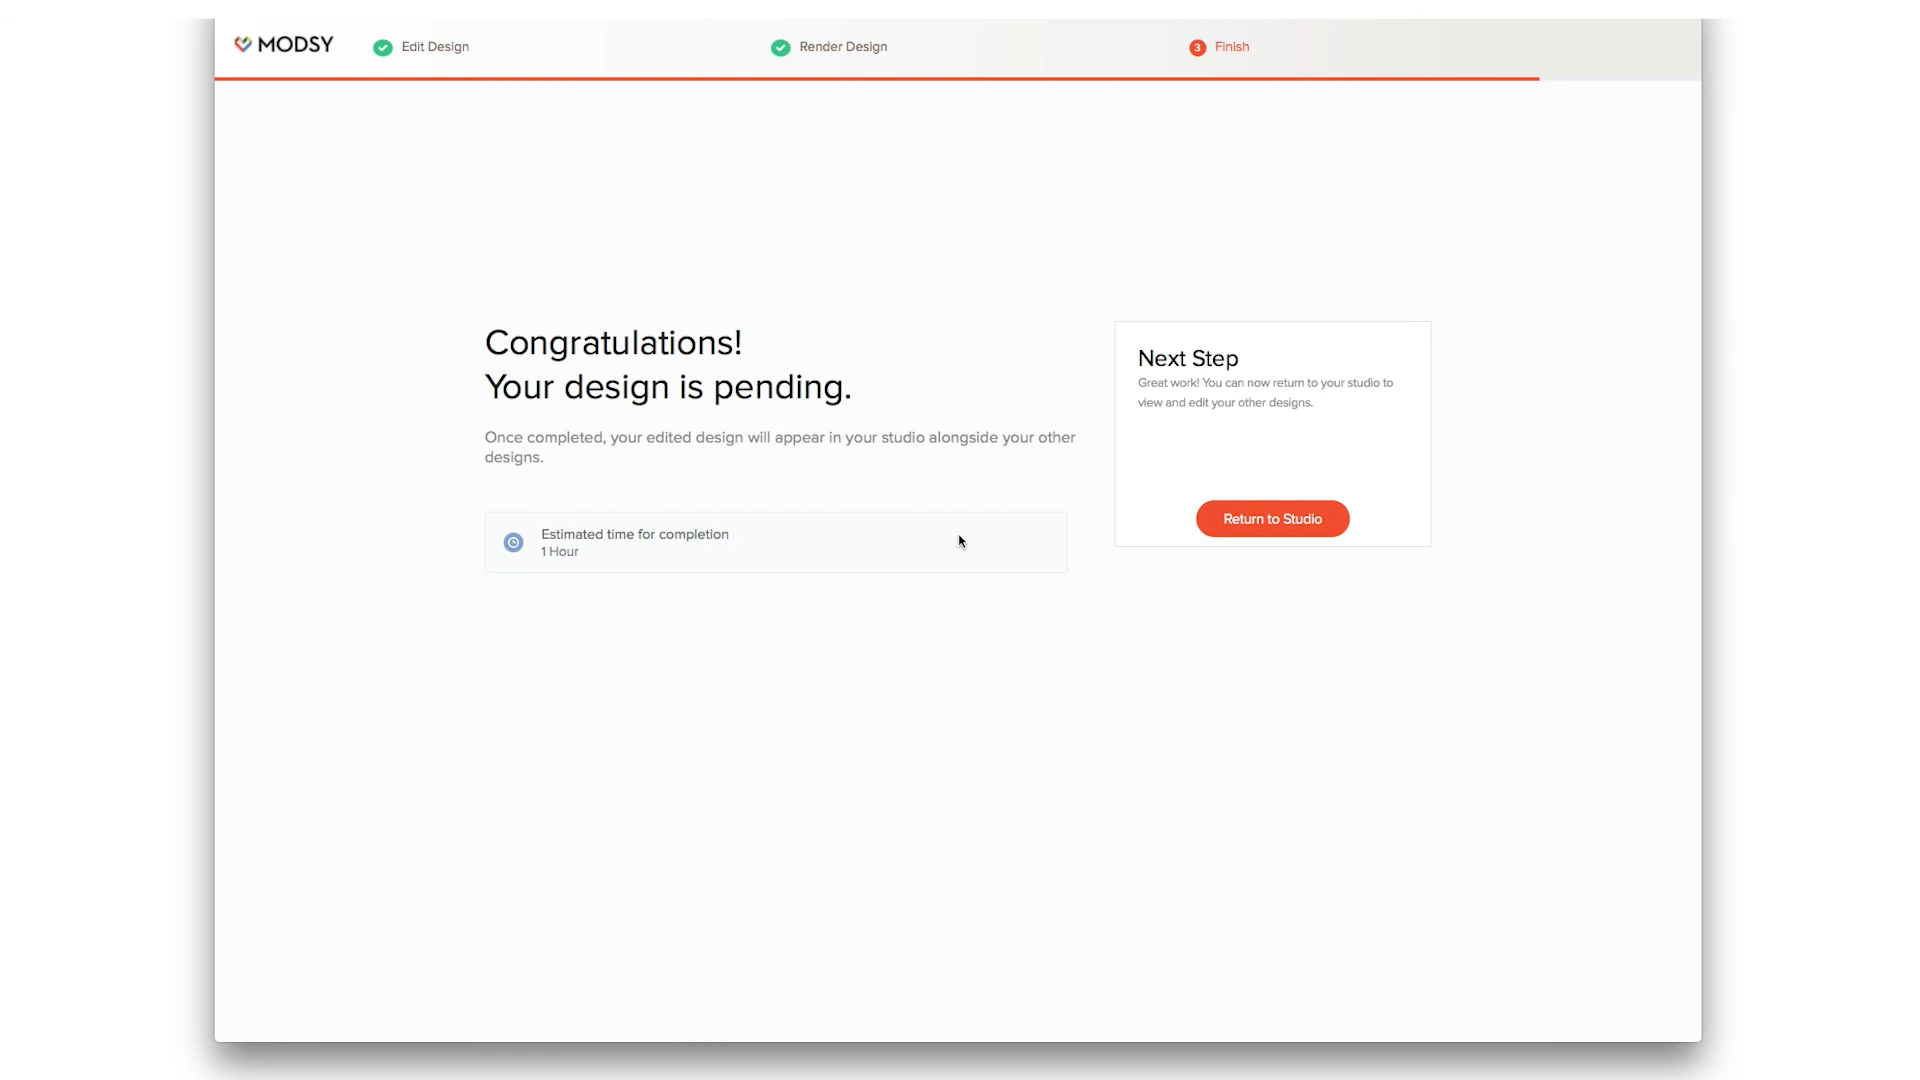 MODSY
Edit Design
Render Design
3 Finish
Congratulations!
Your design is pending.
Once completed, your edited design will appear in your studio alongside your other
designs.
Estimated time for completion
1 Hour
Next Step
Great work! You can now return to your studio to
view and edit your other designs.
Return to Studio